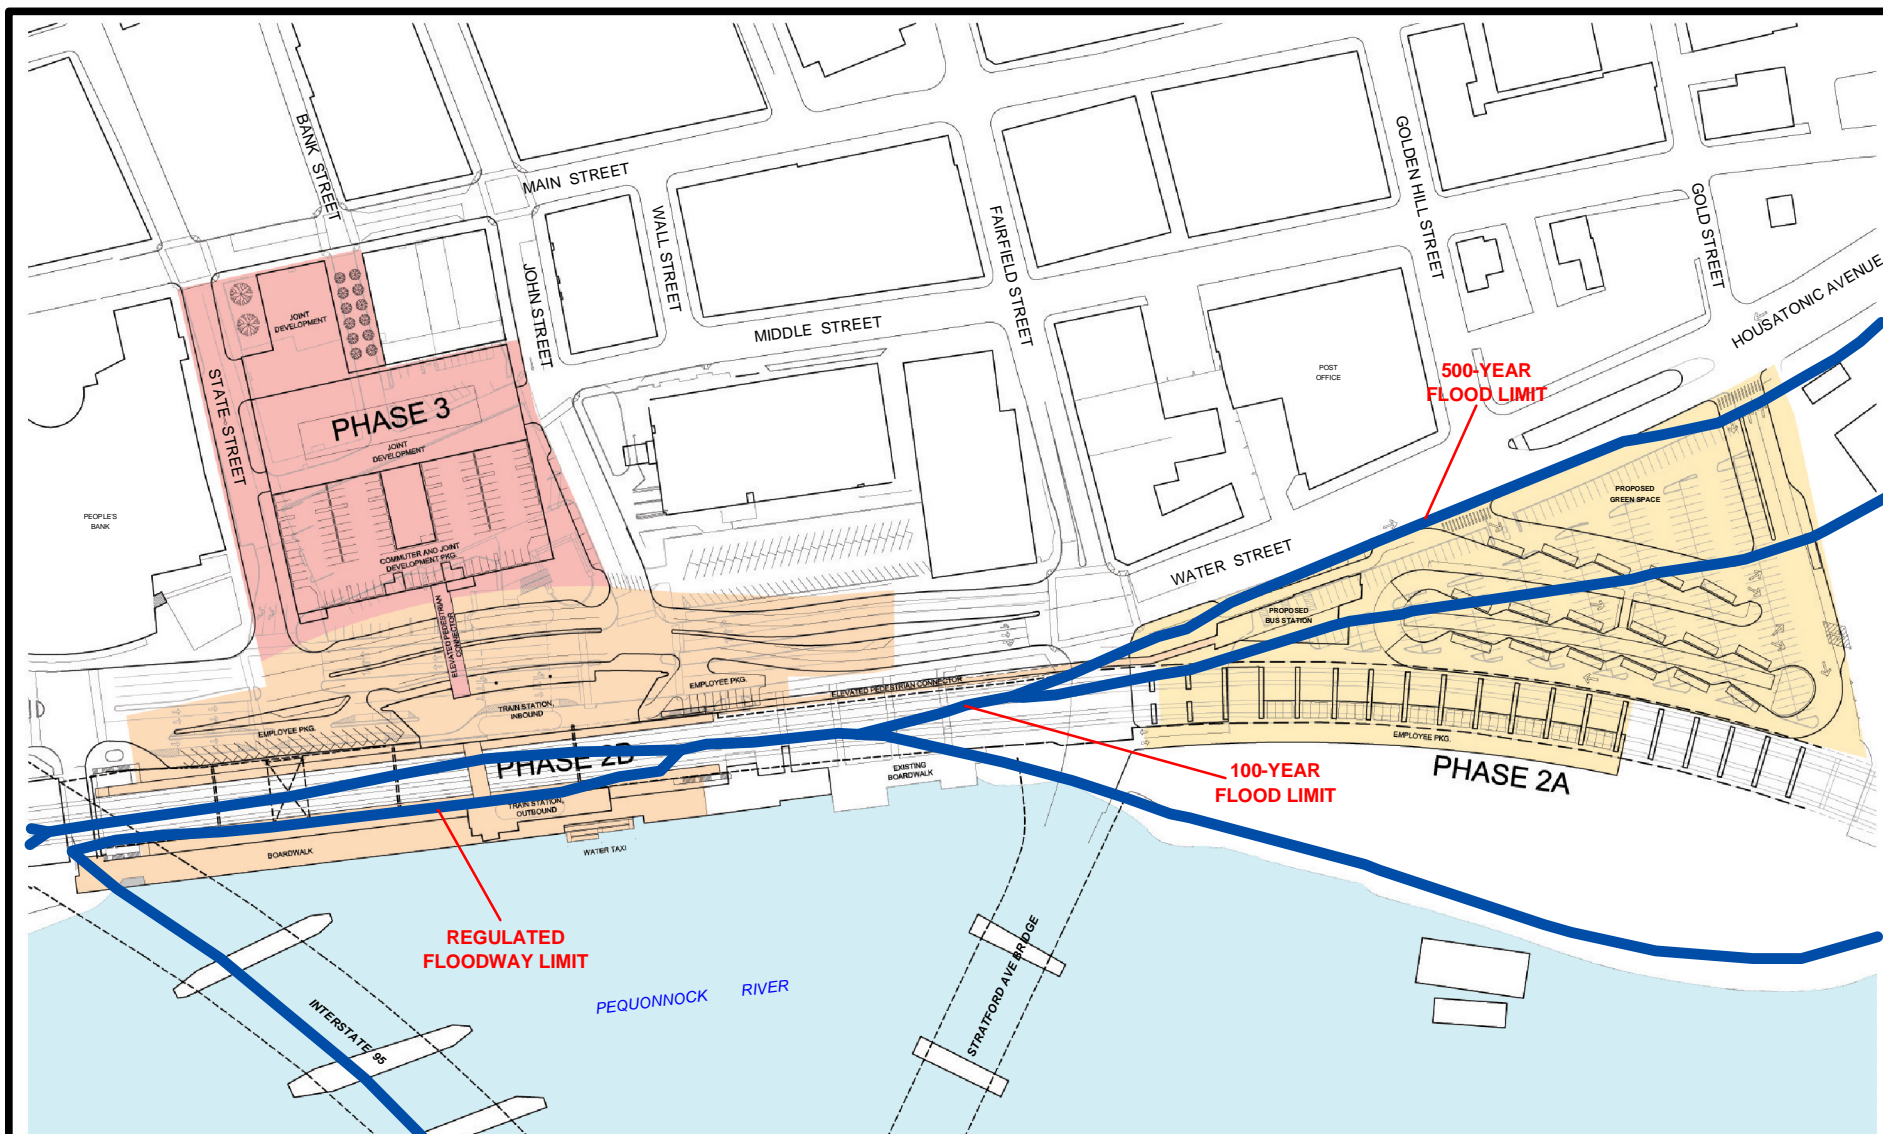 BANK STREET
MAIN STREET
WALL STREET
JOHN STREET
FAIRFIELD STREET
GOLDEN HILL STREET
GOLD STREET
HOUSATONIC AVENUE
MIDDLE STREET
STATE STREET
WATER STREET
JOINT
DEVELOPMENT
PHASE 3
JOINT
DEVELOPMENT
COMMUTER AND JOINT
DEVELOPMENT PKG.
ELEVATED PEDESTRIAN
CONNECTOR
PEOPLE'S
BANK
POST
OFFICE
500-YEAR
FLOOD LIMIT
PROPOSED
GREEN SPACE
PROPOSED
BUS STATION
EMPLOYEE PKG.
ELEVATED PEDESTRIAN CONNECTOR
TRAIN STATION,
INBOUND
EMPLOYEE PKG.
EMPLOYEE PKG.
PHASE 2B
PHASE 2A
EXISTING
BOARDWALK
100-YEAR
FLOOD LIMIT
TRAIN STATION,
OUTBOUND
BOARDWALK
WATER TAXI
REGULATED
FLOODWAY LIMIT
PEQUONNOCK RIVER
INTERSTATE 95
STRATFORD AVE BRIDGE